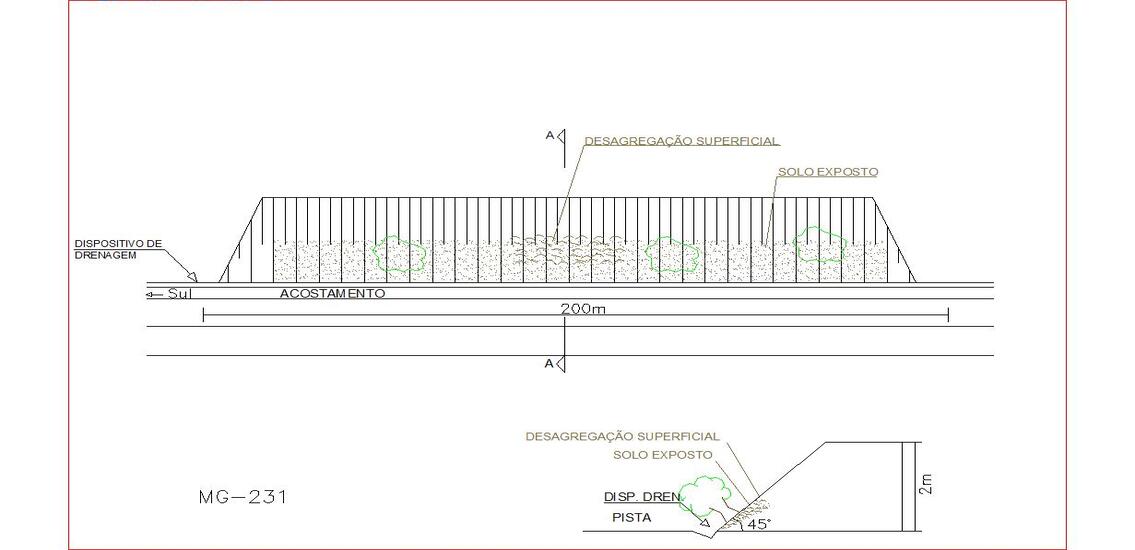 A
DESAGREGAÇÃO SUPERFICIAL
SOLO EXPOSTO
DISPOSITIVO DE
DRENAGEM
Sul
ACOSTAMENTO
200m
A
DESAGREGAÇÃO SUPERFICIAL
SOLO EXPOSTO
MG-231
DISP. DREN
PISTA
45°
2m